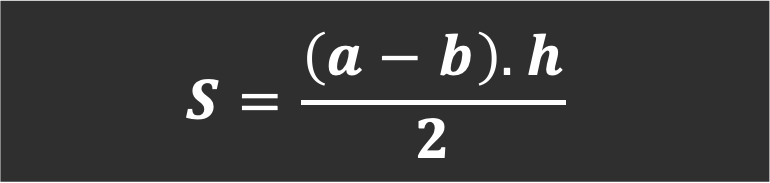 S = (a − b). h / 2